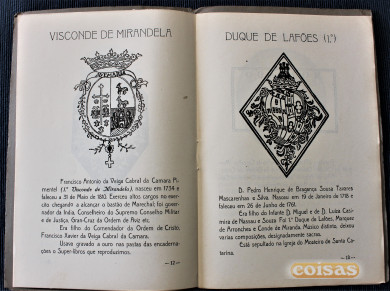 VISCONDE DE MIRANDELA
Francisco Antonio da Veiga Cabral da Camara Pi-
mentel (1.º Visconde de Mirandela), nasceu em 1734 e
faleceu a 31 de Maio de 1810. Exerceu altos cargos no exer-
cito chegando a alcançar o bastão de Marechal; foi gover-
nador da India, Conselheiro do Supremo Conselho Militar
e de Justiça, Gran-Cruz da Ordem de Aviz etc.
Era filho do Comendador da Ordem de Cristo,
Francisco Xavier da Veiga Cabral da Camara.
Usava gravado a ouro nas pastas das encaderna-
ções o Super-libros que reproduzimos.
— 12 —
DUQUE DE LAFÕES (1.º)
D. Pedro Henrique de Bragança Sousa Tavares
Mascarenhas a Silva. Nasceu em 19 de Janeiro de 1718 e
faleceu em 26 de Junho de 1761.
Era filho do Infante D. Miguel e de D. Luiza Casi-
mira de Nassau e Souza. Foi 1.º Duque de Lafões, Marquez
de Arronches e Conde de Miranda. Musico distinto, deixou
varias composições, designadamente sacras.
Está sepultado na igreja do Mosteiro de Santa Ca-
tarina.
— 13 —
coisas